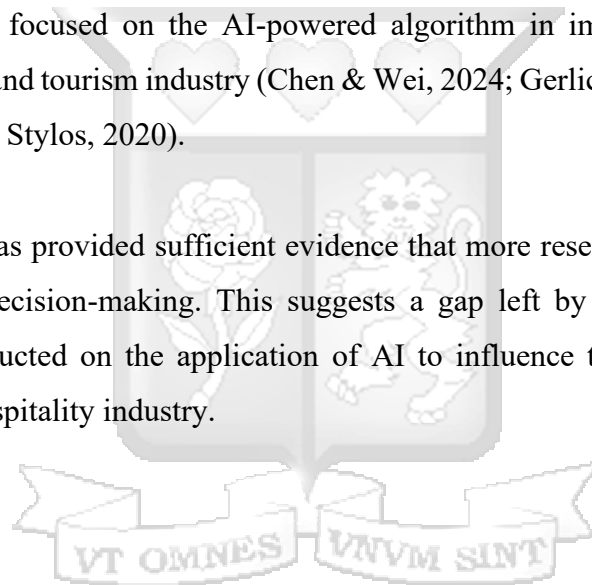 focused on the AI-powered algorithm in im
and tourism industry (Chen & Wei, 2024; Gerlic
Stylos, 2020).
as provided sufficient evidence that more rese
ecision-making. This suggests a gap left by
ucted on the application of AI to influence t
spitality industry.
VT OMNES VNVM SINT